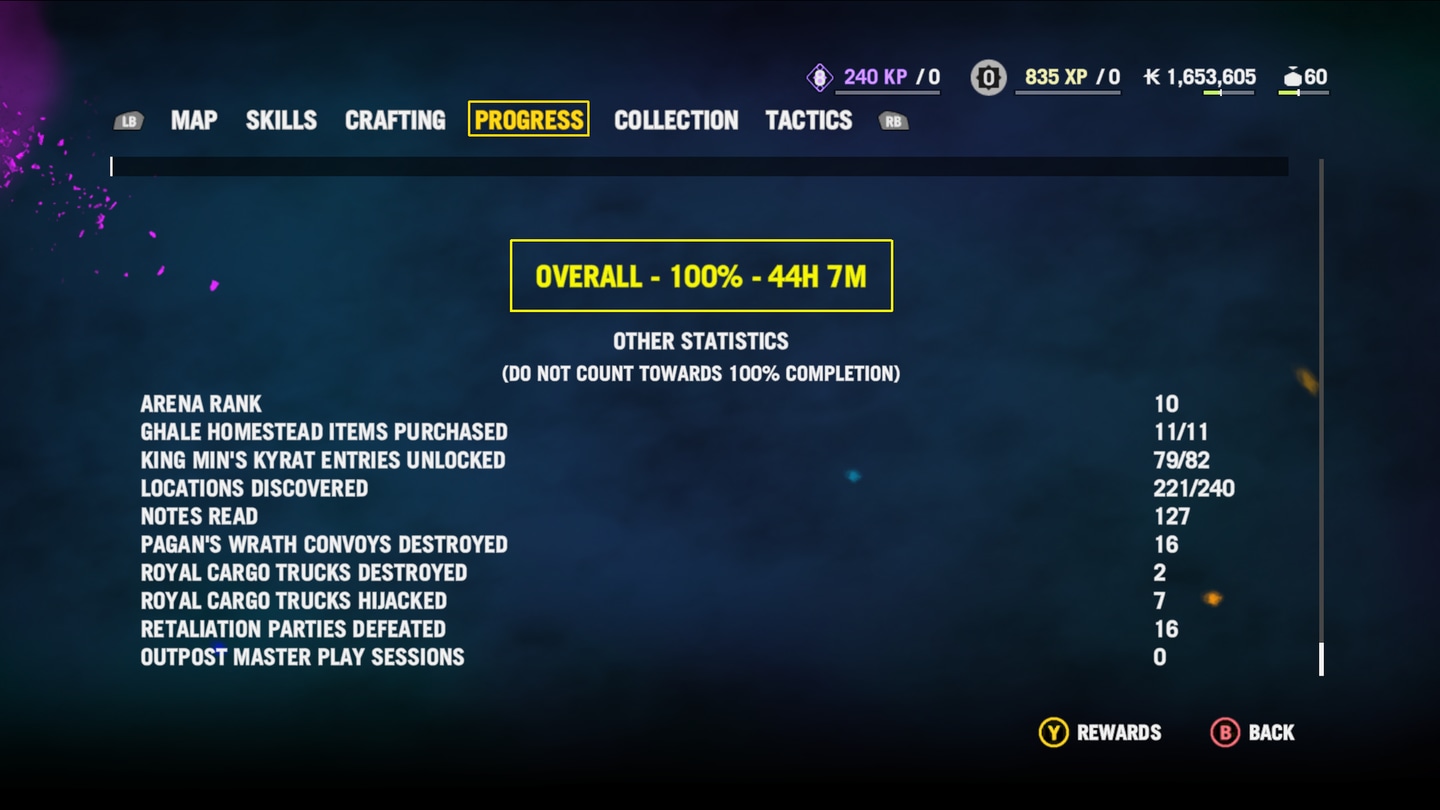 240 KP / 0 0 835 XP / 0 ₭ 1,653,605 60
LB MAP SKILLS CRAFTING PROGRESS COLLECTION TACTICS RB
OVERALL - 100% - 44H 7M
OTHER STATISTICS
(DO NOT COUNT TOWARDS 100% COMPLETION)
ARENA RANK 10
GHALE HOMESTEAD ITEMS PURCHASED 11/11
KING MIN'S KYRAT ENTRIES UNLOCKED 79/82
LOCATIONS DISCOVERED 221/240
NOTES READ 127
PAGAN'S WRATH CONVOYS DESTROYED 16
ROYAL CARGO TRUCKS DESTROYED 2
ROYAL CARGO TRUCKS HIJACKED 7
RETALIATION PARTIES DEFEATED 16
OUTPOST MASTER PLAY SESSIONS 0
Y REWARDS B BACK